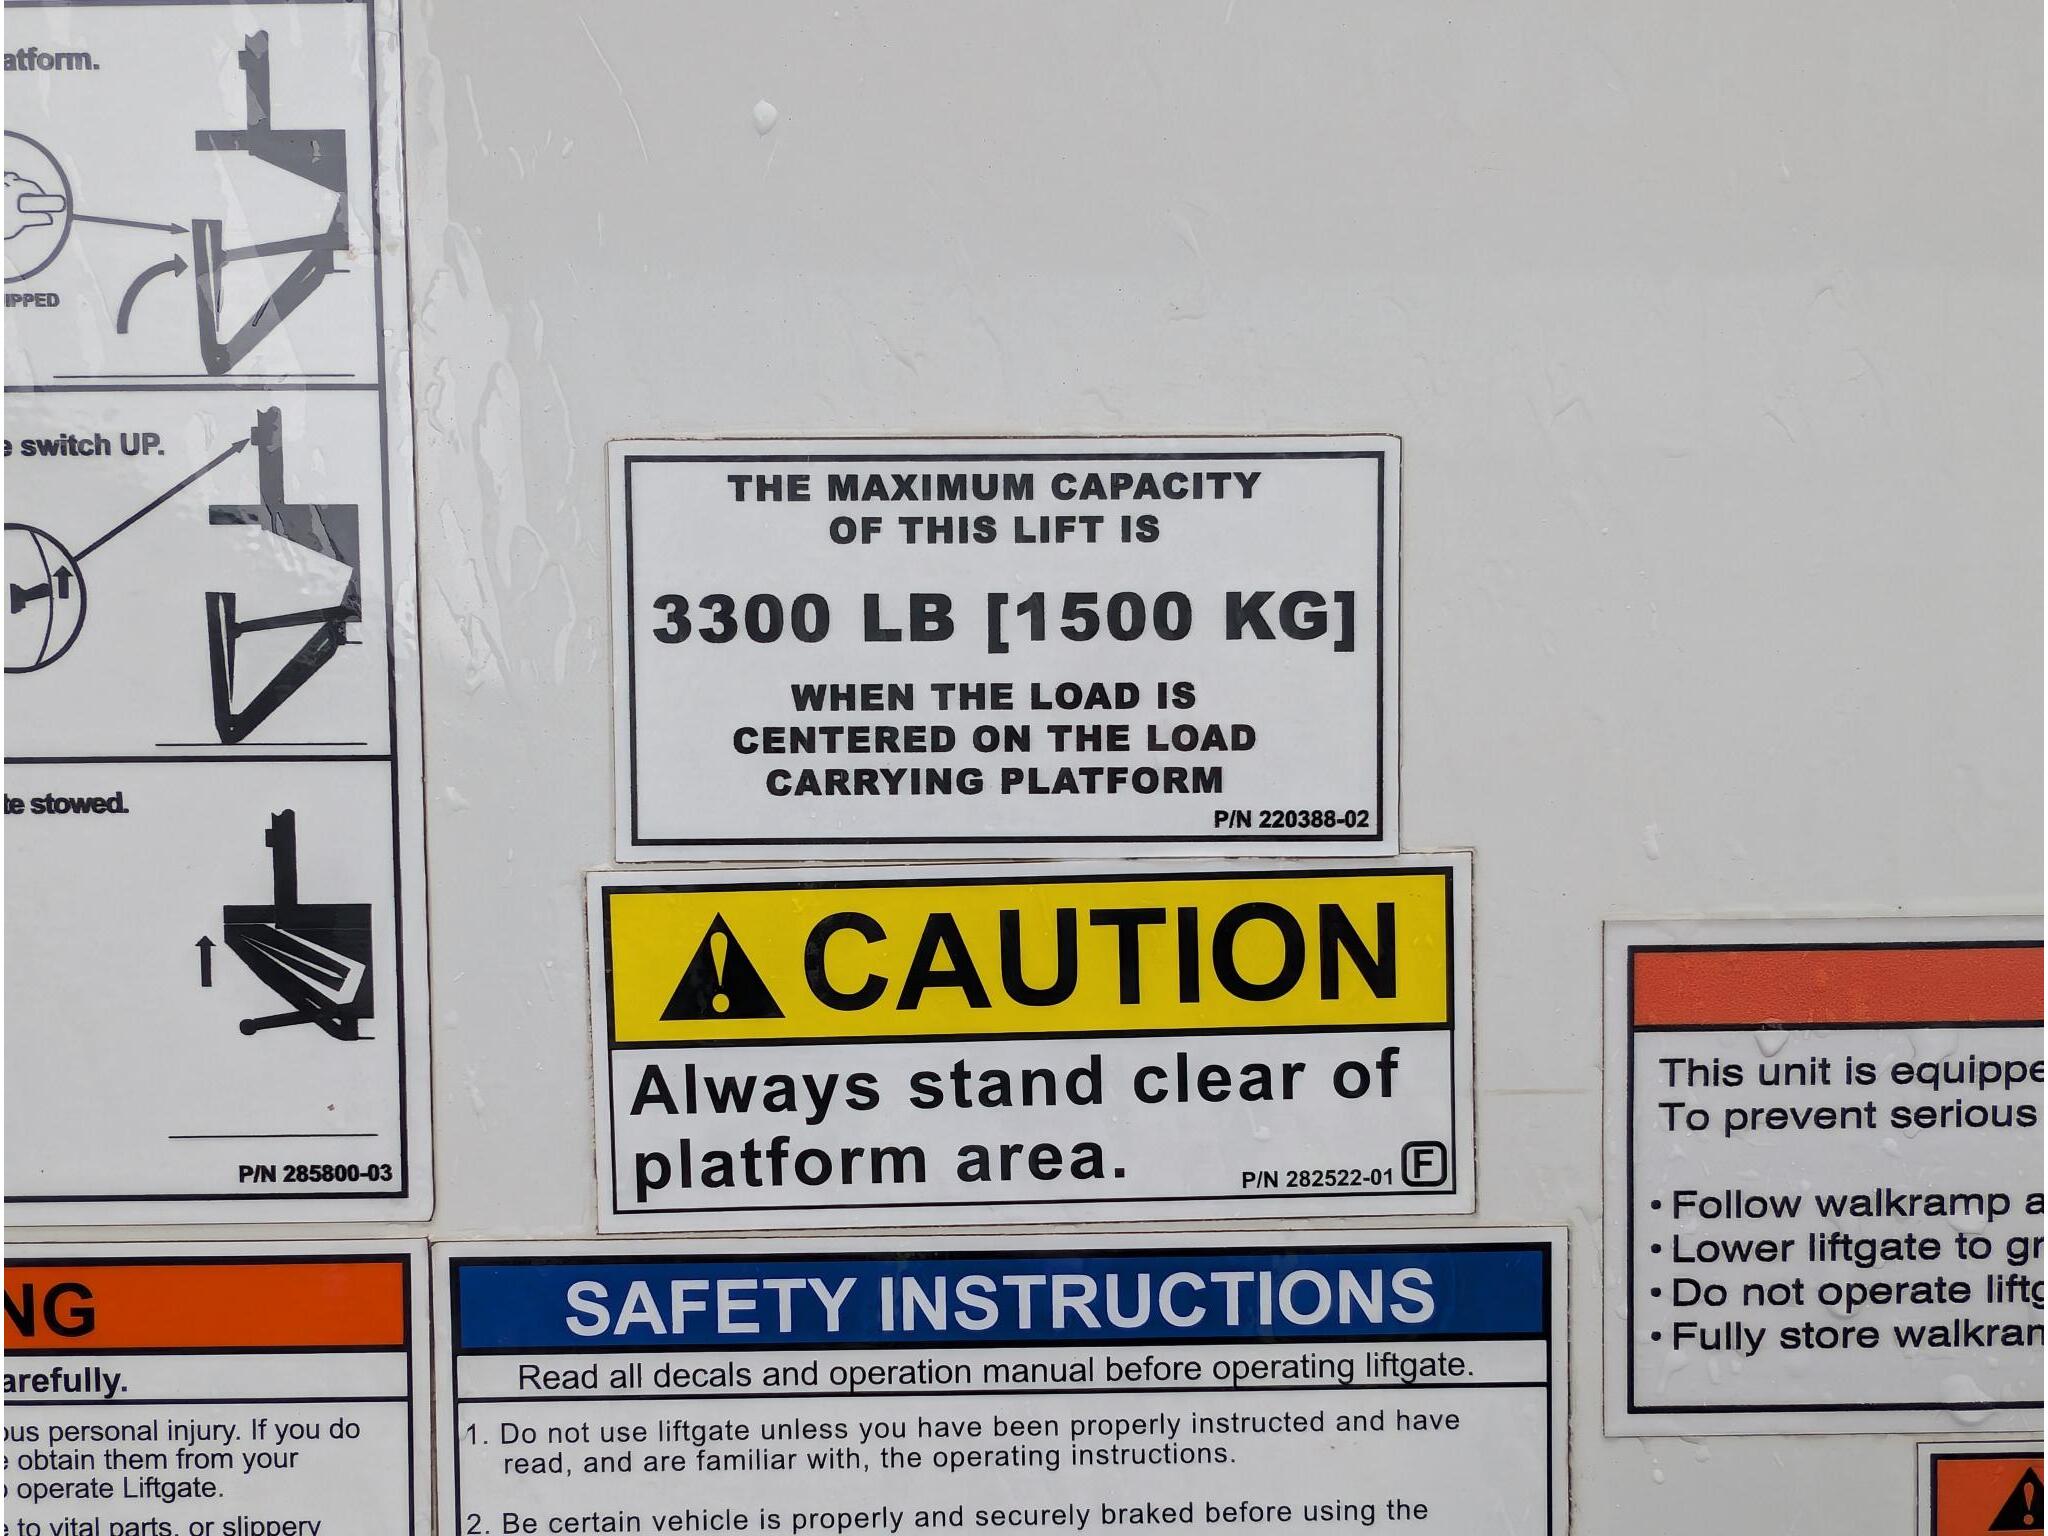 atform.
IPPED
switch UP.
te stowed.
P/N 285800-03
THE MAXIMUM CAPACITY
OF THIS LIFT IS
3300 LB [1500 KG]
WHEN THE LOAD IS
CENTERED ON THE LOAD
CARRYING PLATFORM
P/N 220388-02
CAUTION
Always stand clear of
platform area.
P/N 282522-01 F
NG
arefully.
ous personal injury. If you do
obtain them from your
operate Liftgate.
to vital parts, or slippery
SAFETY INSTRUCTIONS
Read all decals and operation manual before operating liftgate.
1. Do not use liftgate unless you have been properly instructed and have
read, and are familiar with, the operating instructions.
2. Be certain vehicle is properly and securely braked before using the
This unit is equippe
To prevent serious
• Follow walkramp a
• Lower liftgate to gr
• Do not operate liftg
• Fully store walkram